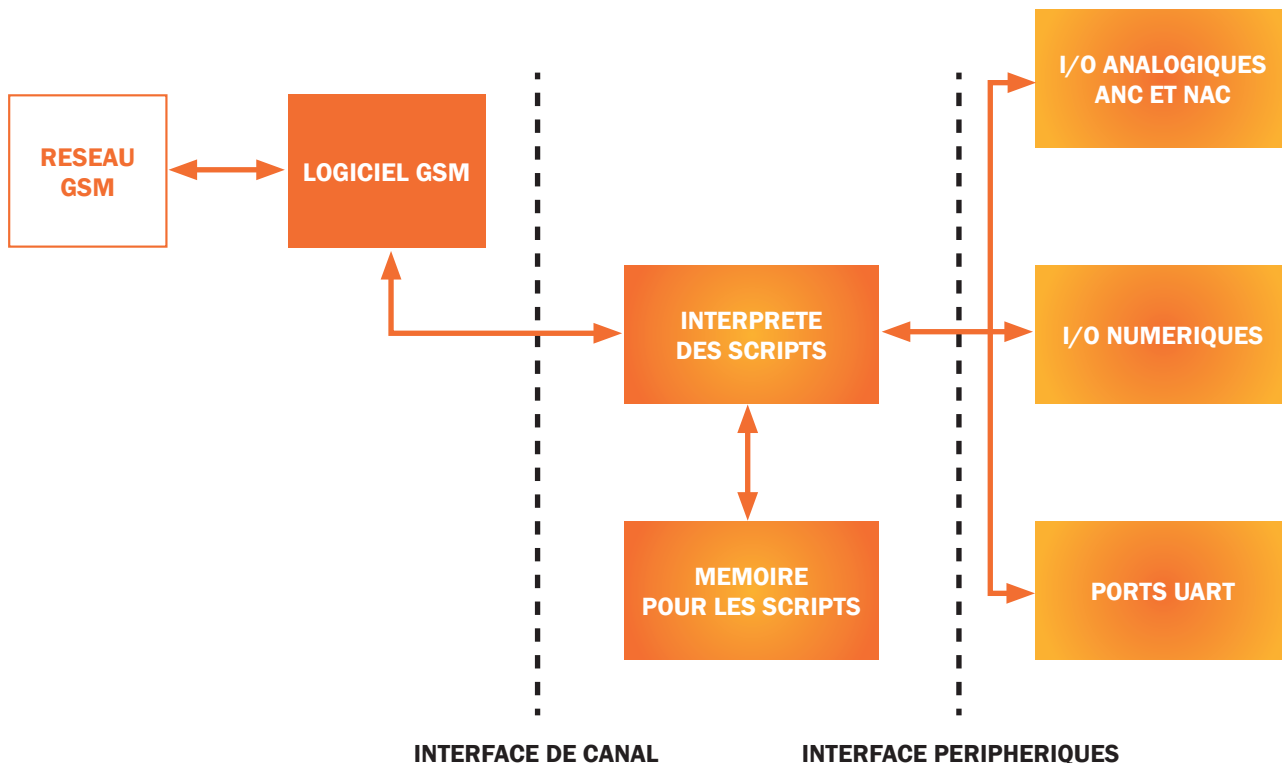 RESEAU
GSM
LOGICIEL GSM
INTERPRETE
DES SCRIPTS
MEMOIRE
POUR LES SCRIPTS
I/O ANALOGIQUES
ANC ET NAC
I/O NUMERIQUES
PORTS UART
INTERFACE DE CANAL
INTERFACE PERIPHERIQUES